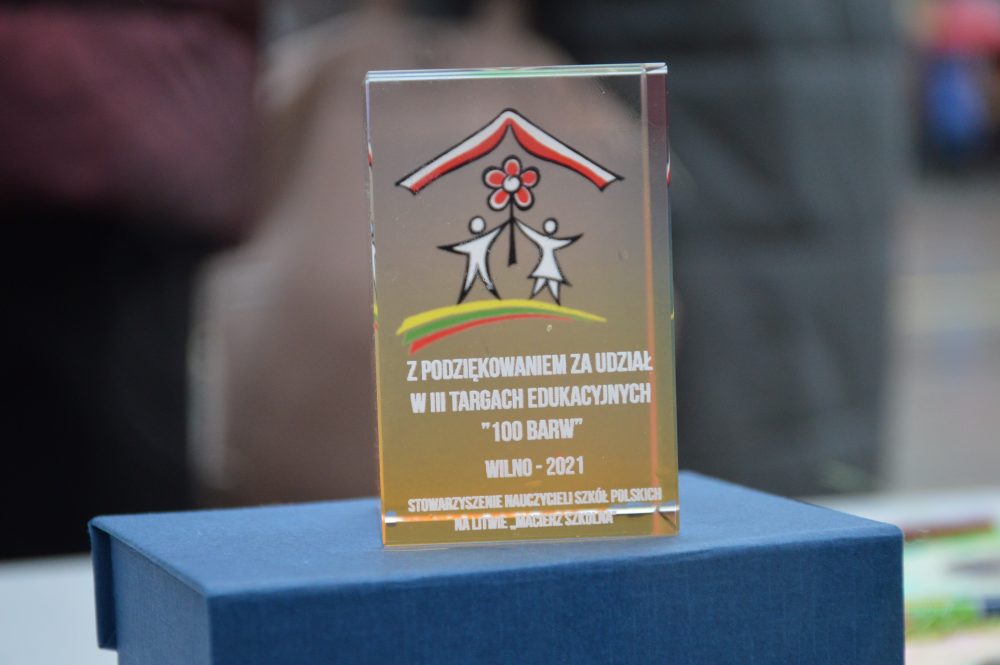 Z PODZIĘKOWANIEM ZA UDZIAŁ
W III TARGACH EDUKACYJNYCH
"100 BARW"
WILNO - 2021
STOWARZYSZENIE NAUCZYCIELI SZKÓŁ POLSKICH
NA LITWIE „MACIERZ SZKOLNA"